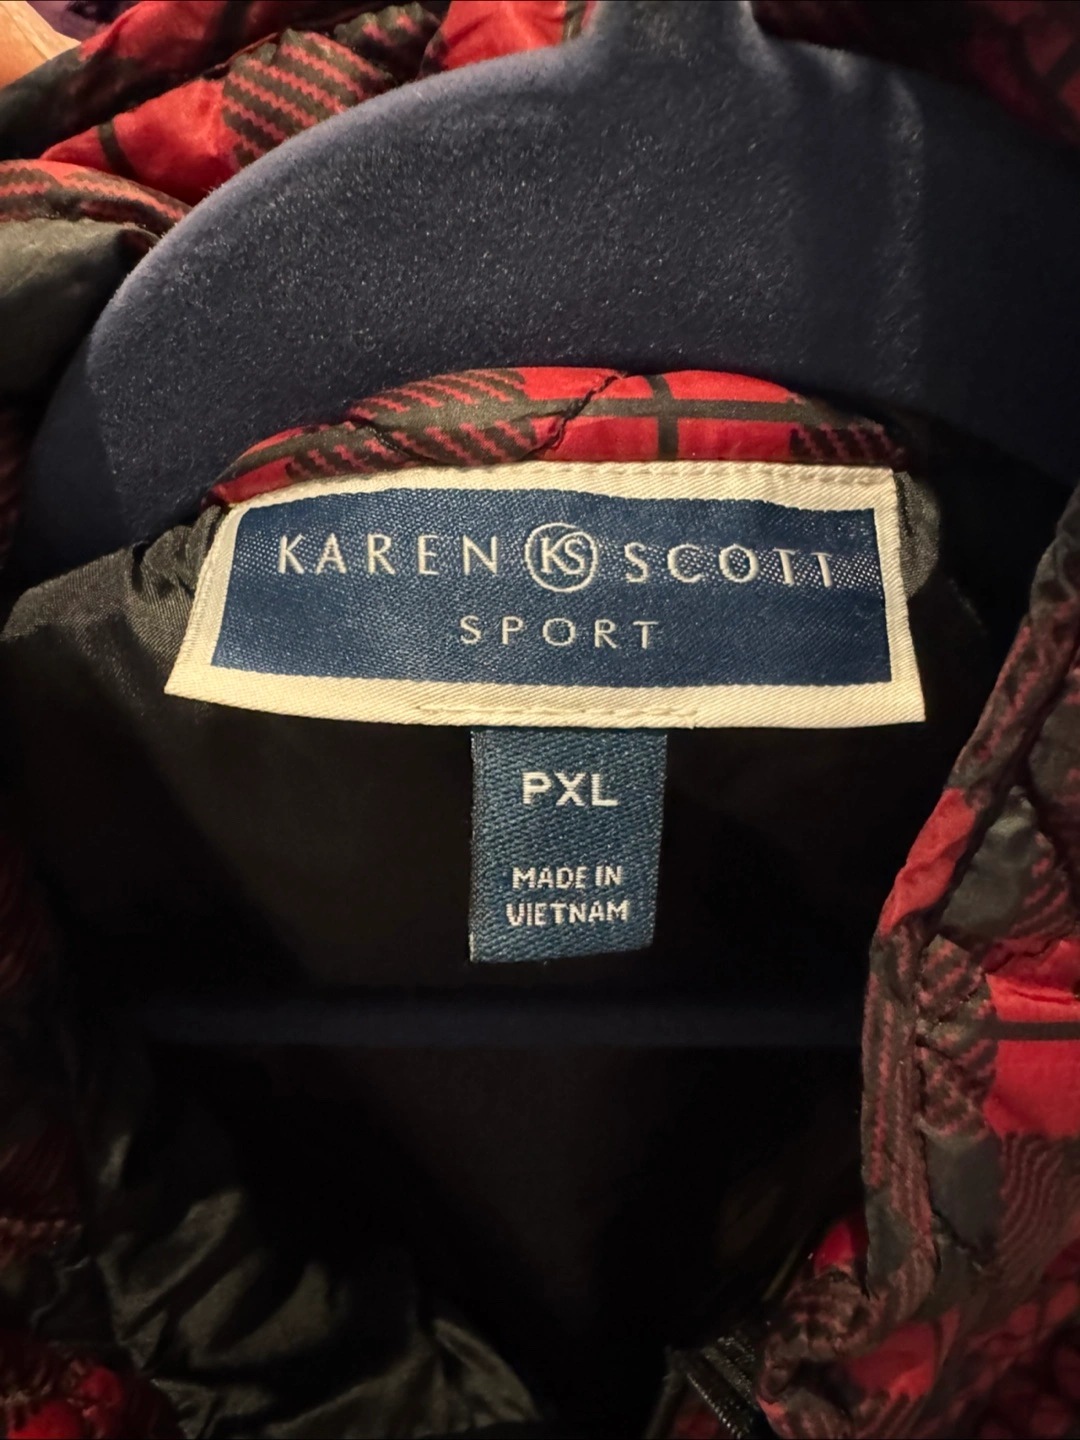 KAREN KS SCOTT
SPORT
PXL
MADE IN
VIETNAM